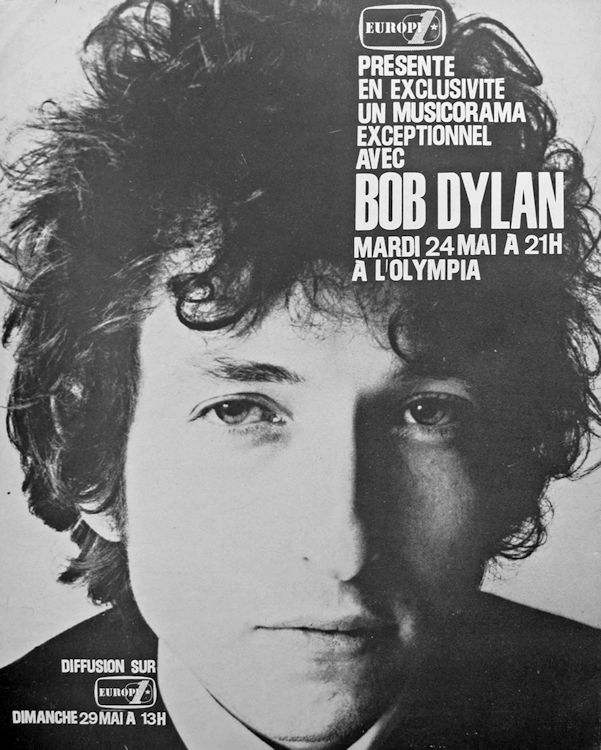 EUROPE 1
PRÉSENTE
EN EXCLUSIVITE
UN MUSICORAMA
EXCEPTIONNEL
AVEC
BOB DYLAN
MARDI 24 MAI A 21H
A L'OLYMPIA
DIFFUSION SUR
EUROPE 1
DIMANCHE 29 MAI A 13H